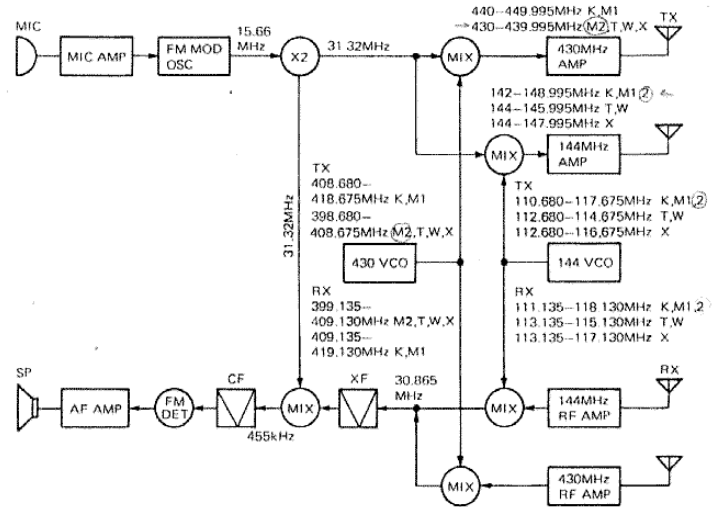 440–449.995MHz K,M1
→430–439.995MHz (M2),T,W,X
TX
MIC
MIC AMP
FM MOD
OSC
15.66
MHz
X2
31.32MHz
MIX
430MHz
AMP
142–148.995MHz K,M1(2) ←
144–145.995MHz T,W
144–147.995MHz X
MIX
144MHz
AMP
31.32MHz
TX
408.680–
418.675MHz K,M1
398.680–
408.675MHz (M2),T,W,X
430 VCO
RX
399.135–
409.130MHz M2,T,W,X
409.135–
419.130MHz K,M1
TX
110.680–117.675MHz K,M1(2)
112.680–114.675MHz T,W
112.680–116.675MHz X
144 VCO
RX
111.135–118.130MHz K,M1(2)
113.135–115.130MHz T,W
113.135–117.130MHz X
SP
AF AMP
FM
DET
CF
455kHz
MIX
XF
30.865
MHz
MIX
144MHz
RF AMP
RX
MIX
430MHz
RF AMP